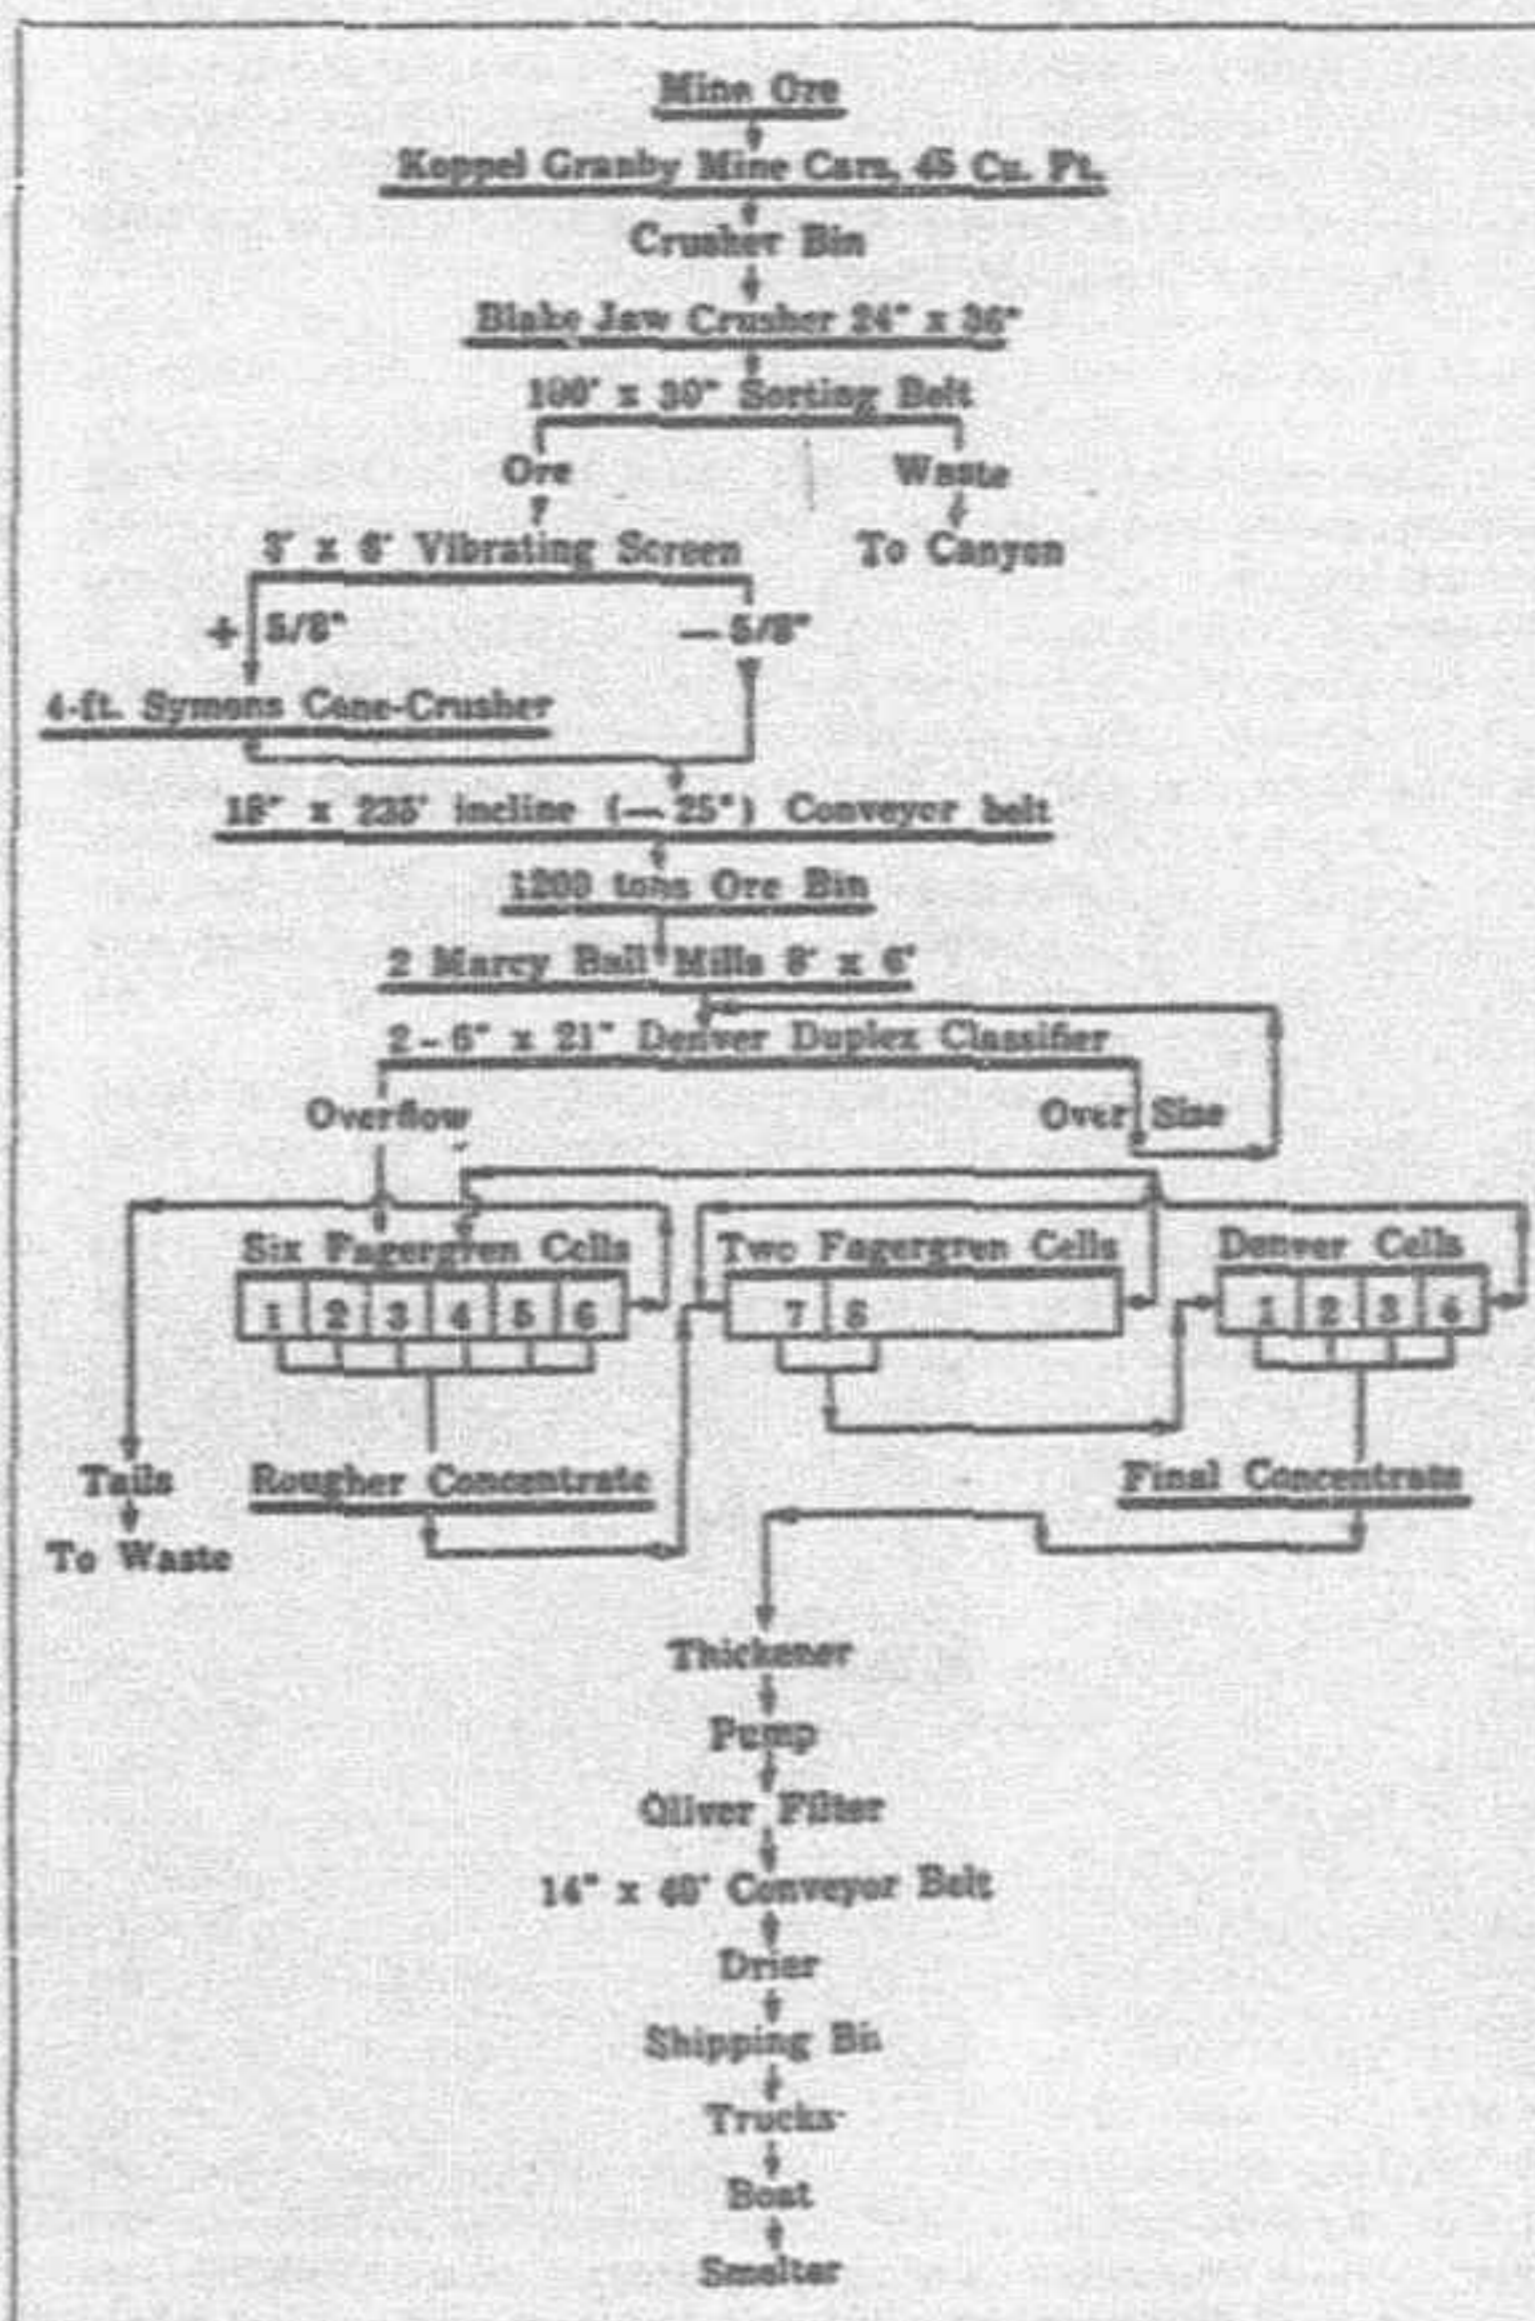 Mine Ore
Koppel Granby Mine Cars, 45 Cu. Ft.
Crusher Bin
Blake Jaw Crusher 24" x 36"
100' x 30" Sorting Belt
Ore
Waste
3' x 6' Vibrating Screen
To Canyon
+ 5/8"
— 5/8"
4-ft. Symons Cone-Crusher
18" x 235' incline (— 25°) Conveyor belt
1200 tons Ore Bin
2 Marcy Ball Mills 8' x 6'
2 - 6" x 21" Denver Duplex Classifier
Overflow
Over Size
Six Fagergren Cells
Two Fagergren Cells
Denver Cells
1 2 3 4 5 6
7 8
1 2 3 4
Tails
Rougher Concentrate
Final Concentrate
To Waste
Thickener
Pump
Oliver Filter
14" x 40' Conveyor Belt
Drier
Shipping Bin
Trucks
Boat
Smelter